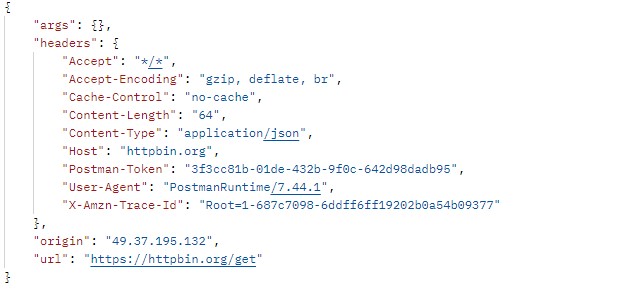 {
    "args": {},
    "headers": {
        "Accept": "*/*",
        "Accept-Encoding": "gzip, deflate, br",
        "Cache-Control": "no-cache",
        "Content-Length": "64",
        "Content-Type": "application/json",
        "Host": "httpbin.org",
        "Postman-Token": "3f3cc81b-01de-432b-9f0c-642d98dadb95",
        "User-Agent": "PostmanRuntime/7.44.1",
        "X-Amzn-Trace-Id": "Root=1-687c7098-6ddff6ff19202b0a54b09377"
    },
    "origin": "49.37.195.132",
    "url": "https://httpbin.org/get"
}